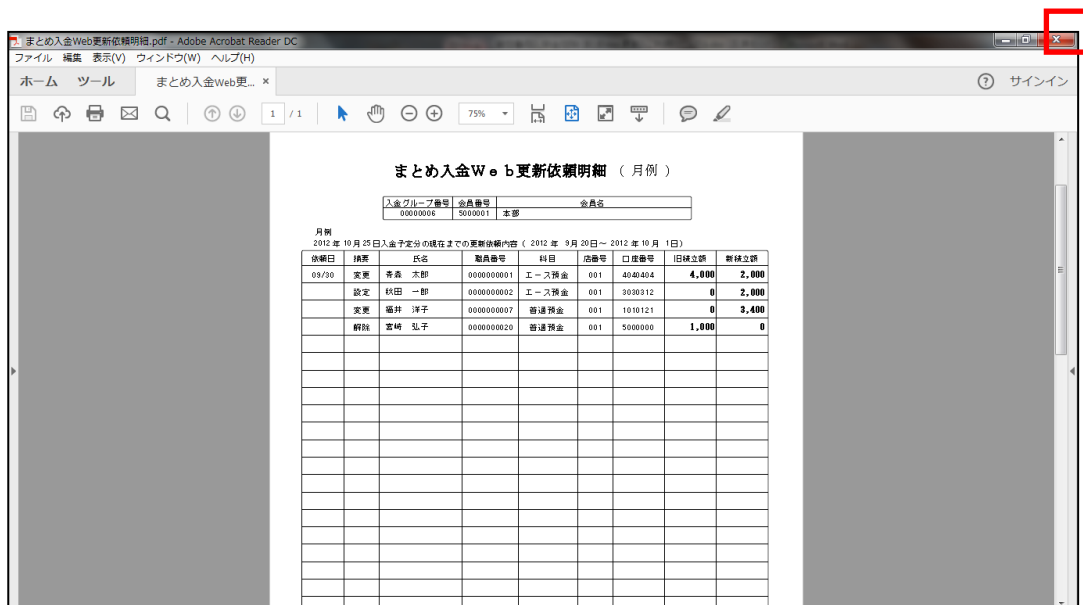 まとめ入金Web更新依頼明細.pdf - Adobe Acrobat Reader DC
ファイル 編集 表示(V) ウィンドウ(W) ヘルプ(H)
ホーム ツール まとめ入金Web更... × ? サインイン
1 / 1 75%
まとめ入金Web更新依頼明細 ( 月例 )
入金グループ番号 会員番号 会員名
00000006 5000001 本部
月例
2012 年 10 月 25 日入金予定分の現在までの更新依頼内容 ( 2012 年 9月 20日～ 2012 年 10 月 1日)
依頼日 摘要 氏名 職員番号 科目 店番号 口座番号 旧積立額 新積立額
09/30 変更 青森 太郎 0000000001 エース預金 001 4040404 4,000 2,000
設定 秋田 一郎 0000000002 エース預金 001 3030312 0 2,000
変更 福井 洋子 0000000007 普通預金 001 1010121 0 3,400
解除 宮崎 弘子 0000000020 普通預金 001 5000000 1,000 0